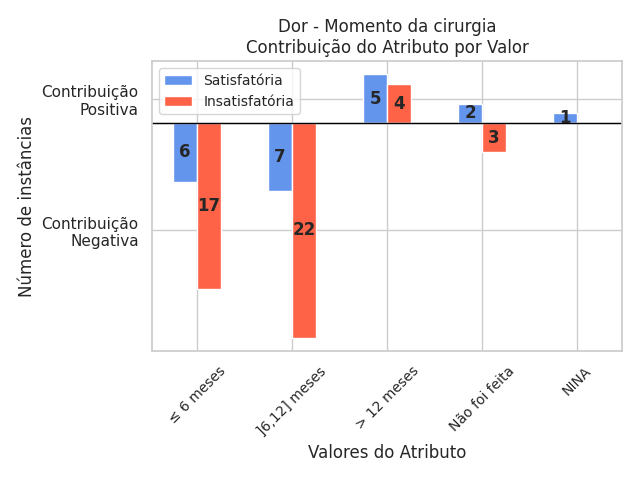 Dor - Momento da cirurgia
Contribuição do Atributo por Valor
Satisfatória
Insatisfatória
Contribuição
Positiva
Contribuição
Negativa
Número de instâncias
6
17
7
22
5
4
2
3
1
≤ 6 meses
]6,12] meses
> 12 meses
Não foi feita
NINA
Valores do Atributo